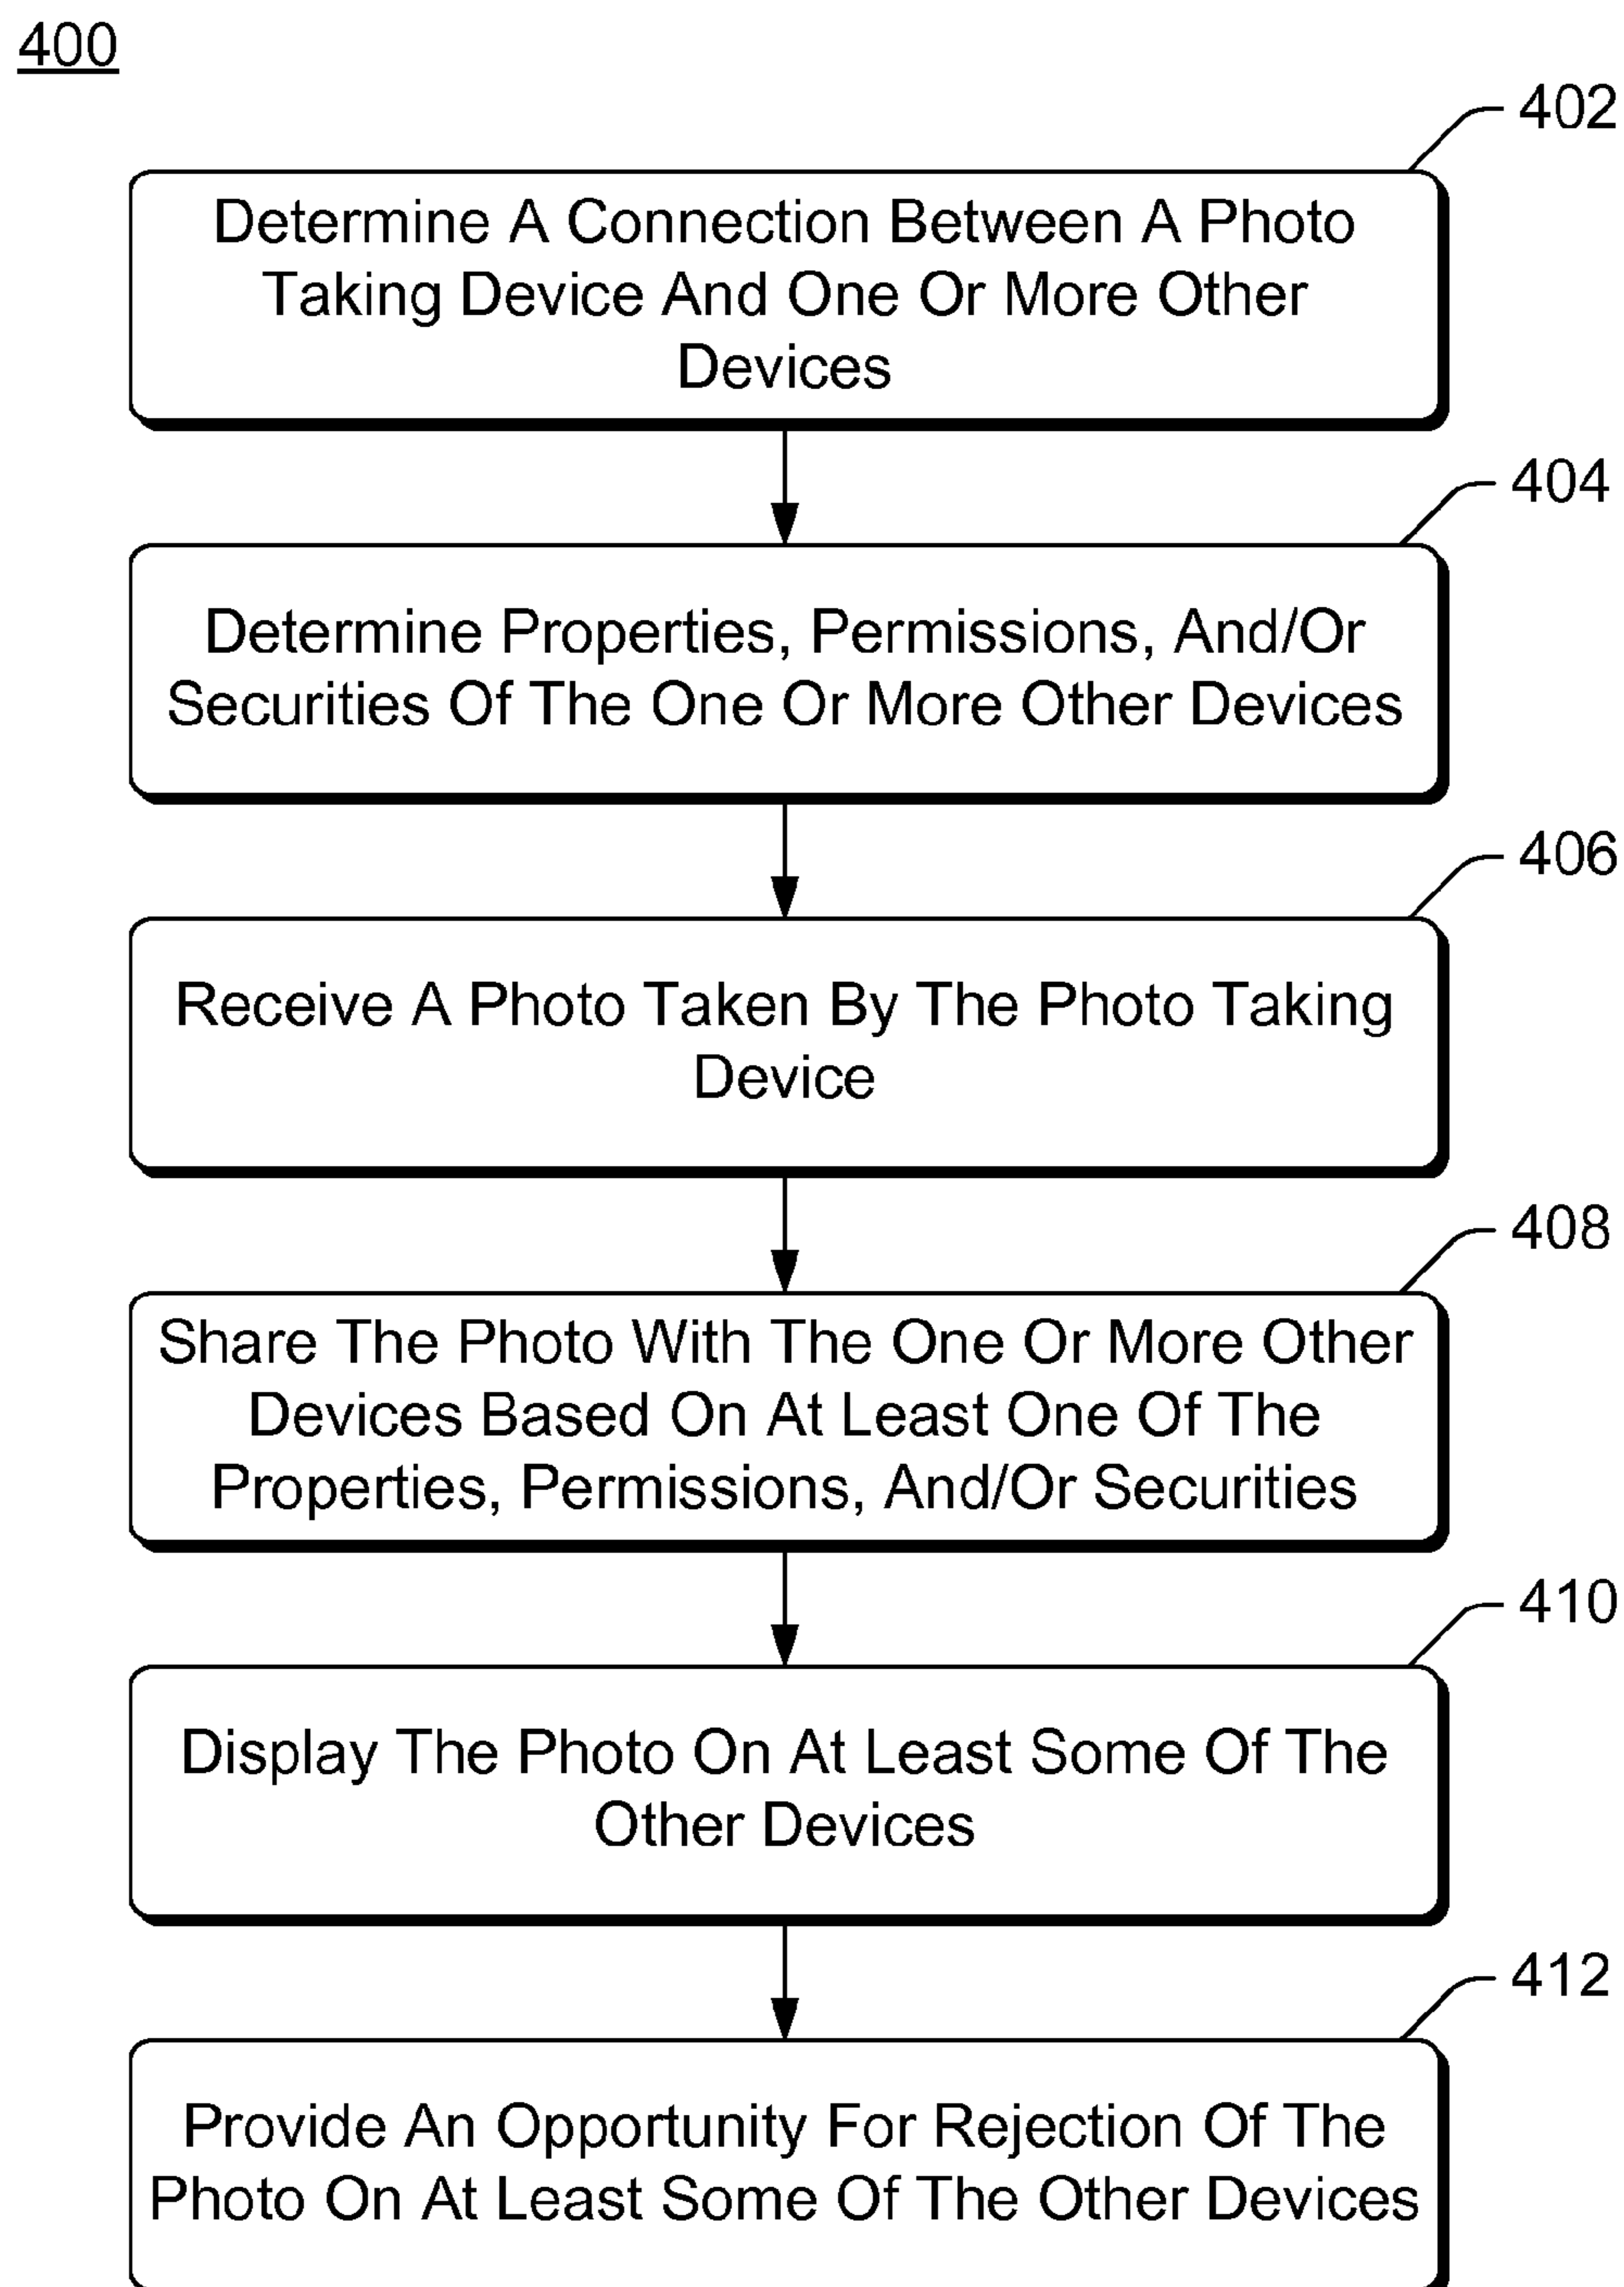 400
402
Determine A Connection Between A Photo
Taking Device And One Or More Other
Devices
404
Determine Properties, Permissions, And/Or
Securities Of The One Or More Other Devices
406
Receive A Photo Taken By The Photo Taking
Device
408
Share The Photo With The One Or More Other
Devices Based On At Least One Of The
Properties, Permissions, And/Or Securities
410
Display The Photo On At Least Some Of The
Other Devices
412
Provide An Opportunity For Rejection Of The
Photo On At Least Some Of The Other Devices